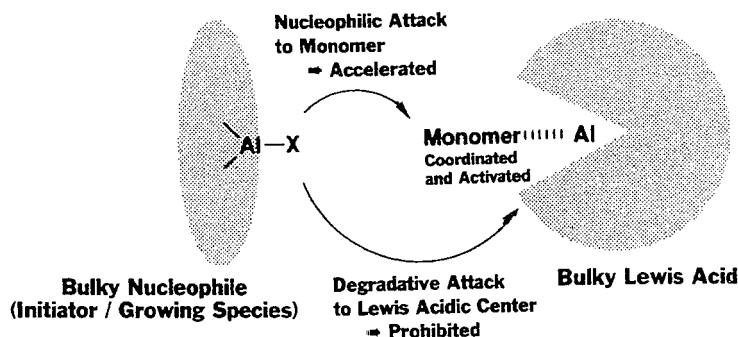 Nucleophilic Attack
to Monomer
➡ Accelerated
Al—X
Monomer ıııııı Al
Coordinated
and Activated
Bulky Nucleophile
(Initiator / Growing Species)
Degradative Attack
to Lewis Acidic Center
➡ Prohibited
Bulky Lewis Acid